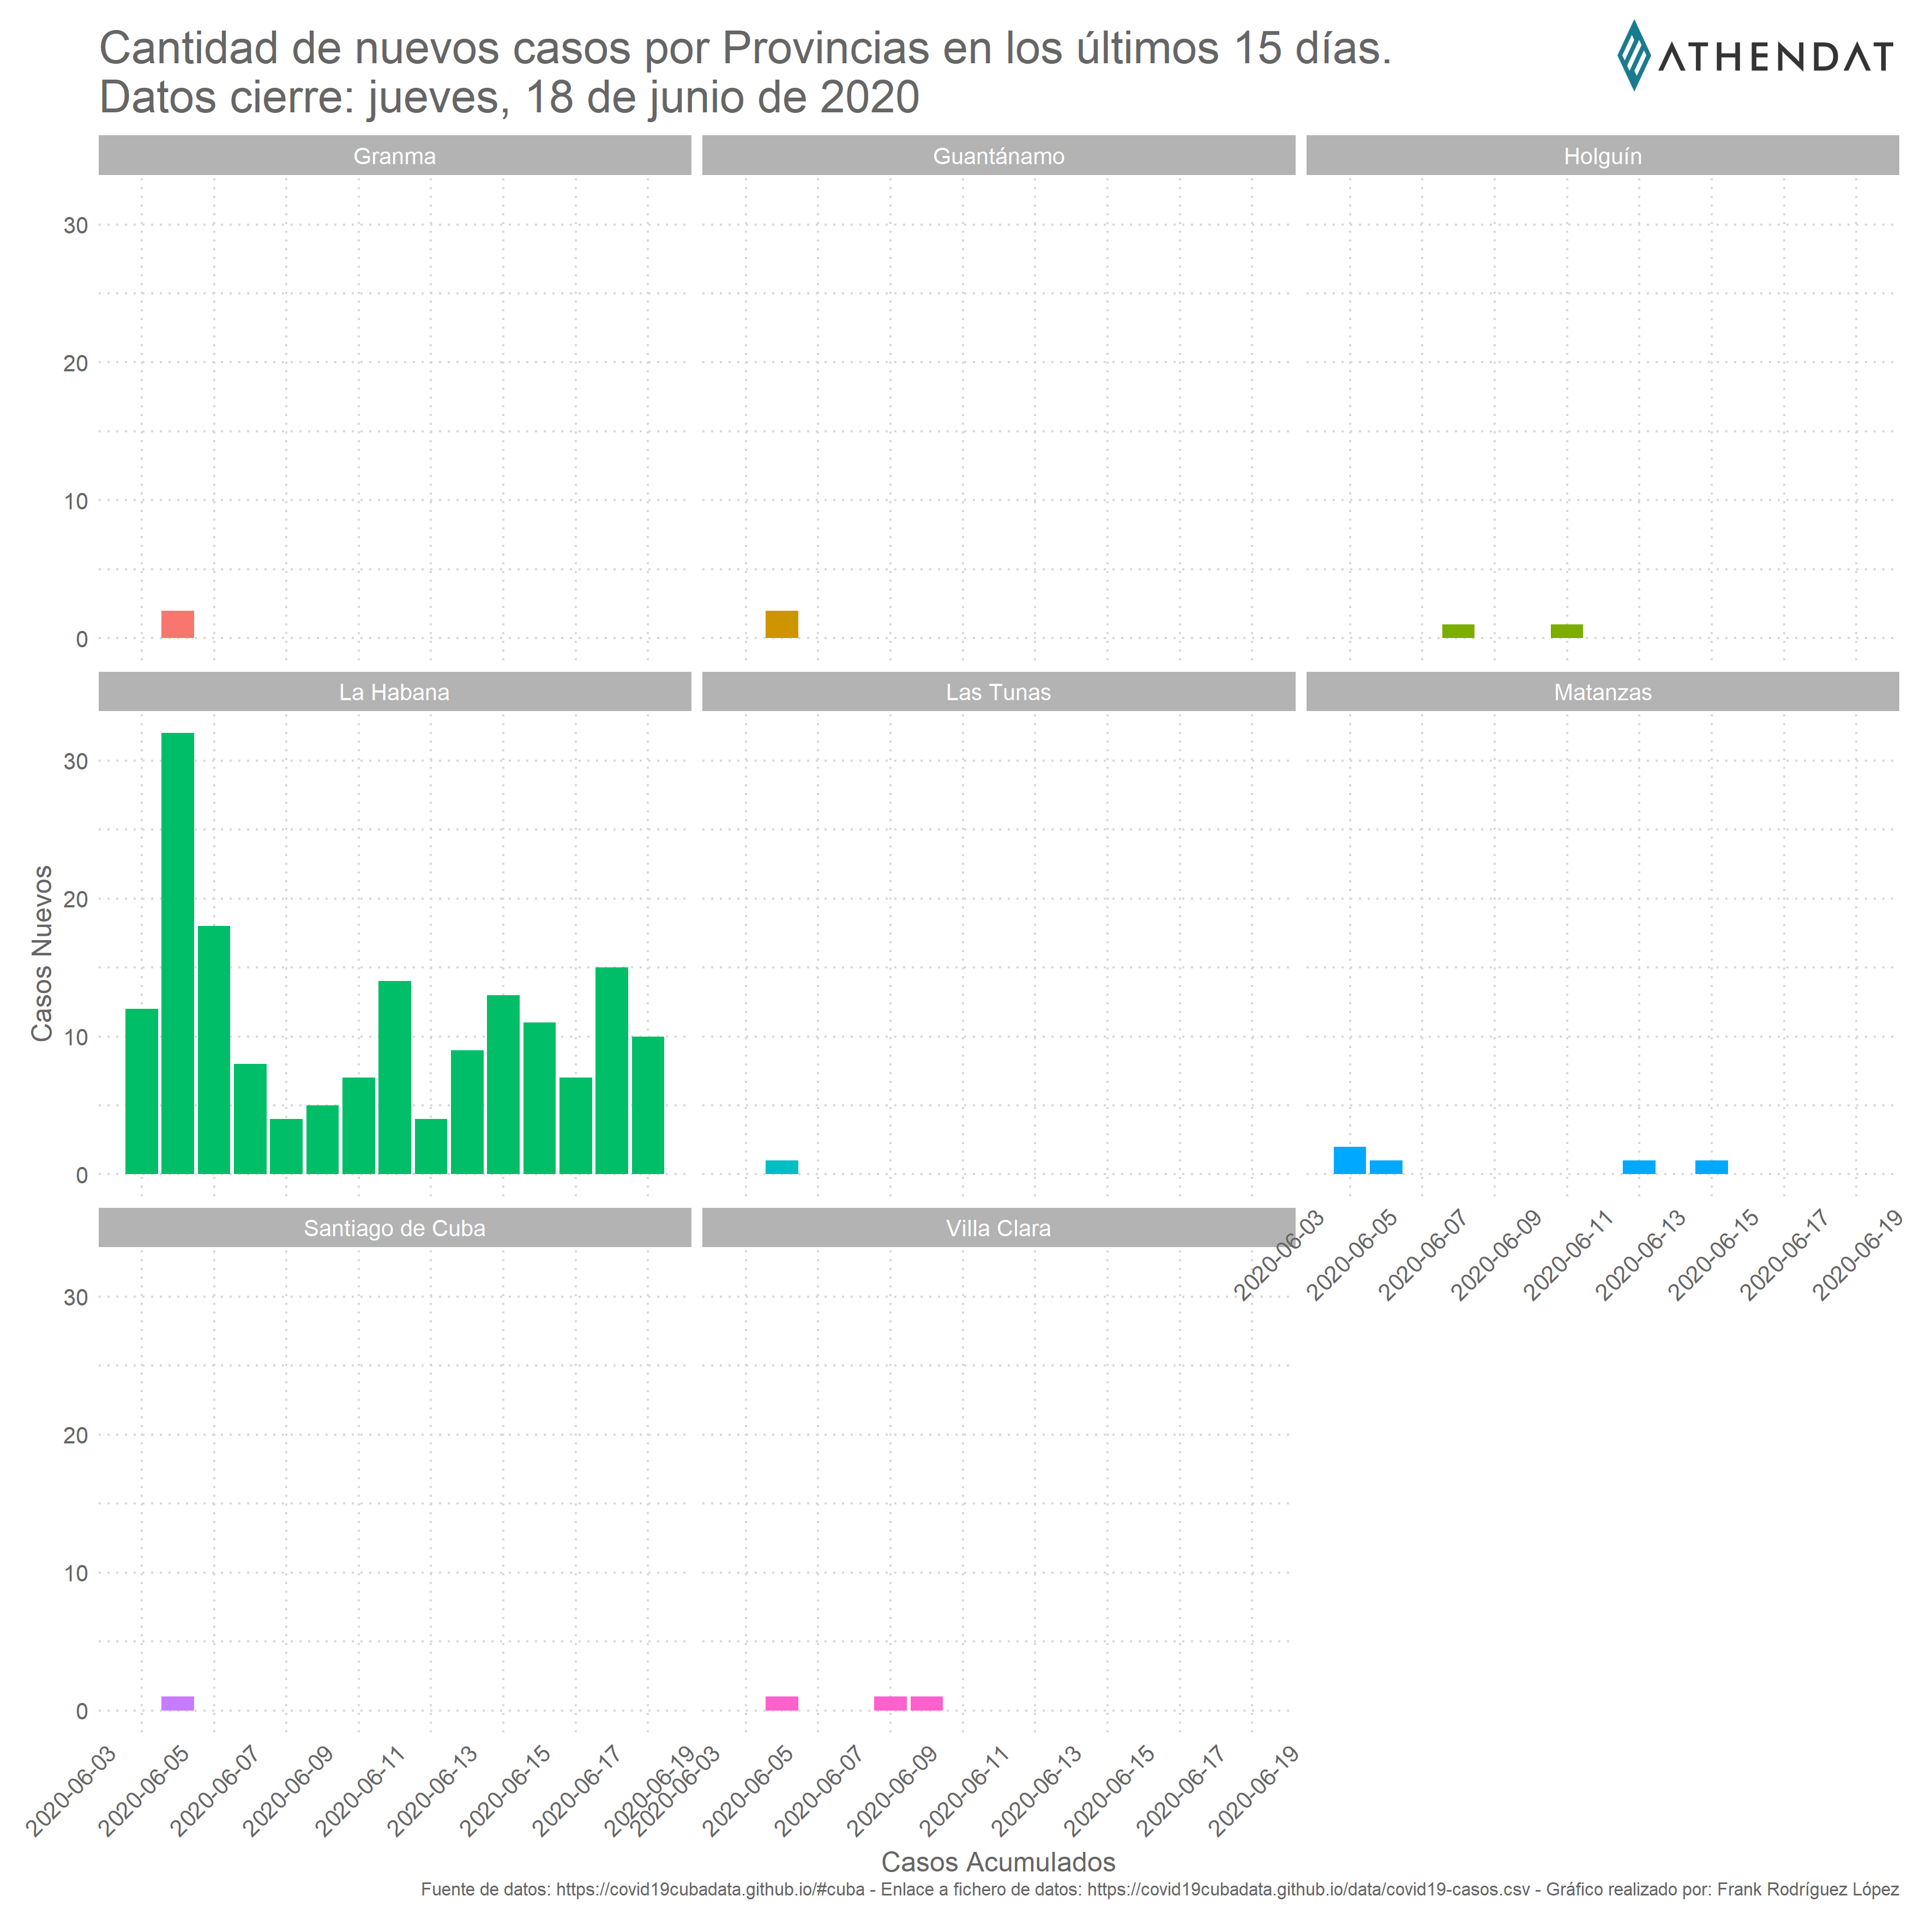 Cantidad de nuevos casos por Provincias en los últimos 15 días.
Datos cierre: jueves, 18 de junio de 2020
ATHENDAT
Granma
Guantánamo
Holguín
30
20
10
0
La Habana
Las Tunas
Matanzas
30
20
10
0
Casos Nuevos
2020-06-03
2020-06-05
2020-06-07
2020-06-09
2020-06-11
2020-06-13
2020-06-15
2020-06-17
2020-06-19
Santiago de Cuba
Villa Clara
30
20
10
0
2020-06-03
2020-06-05
2020-06-07
2020-06-09
2020-06-11
2020-06-13
2020-06-15
2020-06-17
2020-06-19
2020-06-03
2020-06-05
2020-06-07
2020-06-09
2020-06-11
2020-06-13
2020-06-15
2020-06-17
2020-06-19
Casos Acumulados
Fuente de datos: https://covid19cubadata.github.io/#cuba - Enlace a fichero de datos: https://covid19cubadata.github.io/data/covid19-casos.csv - Gráfico realizado por: Frank Rodríguez López